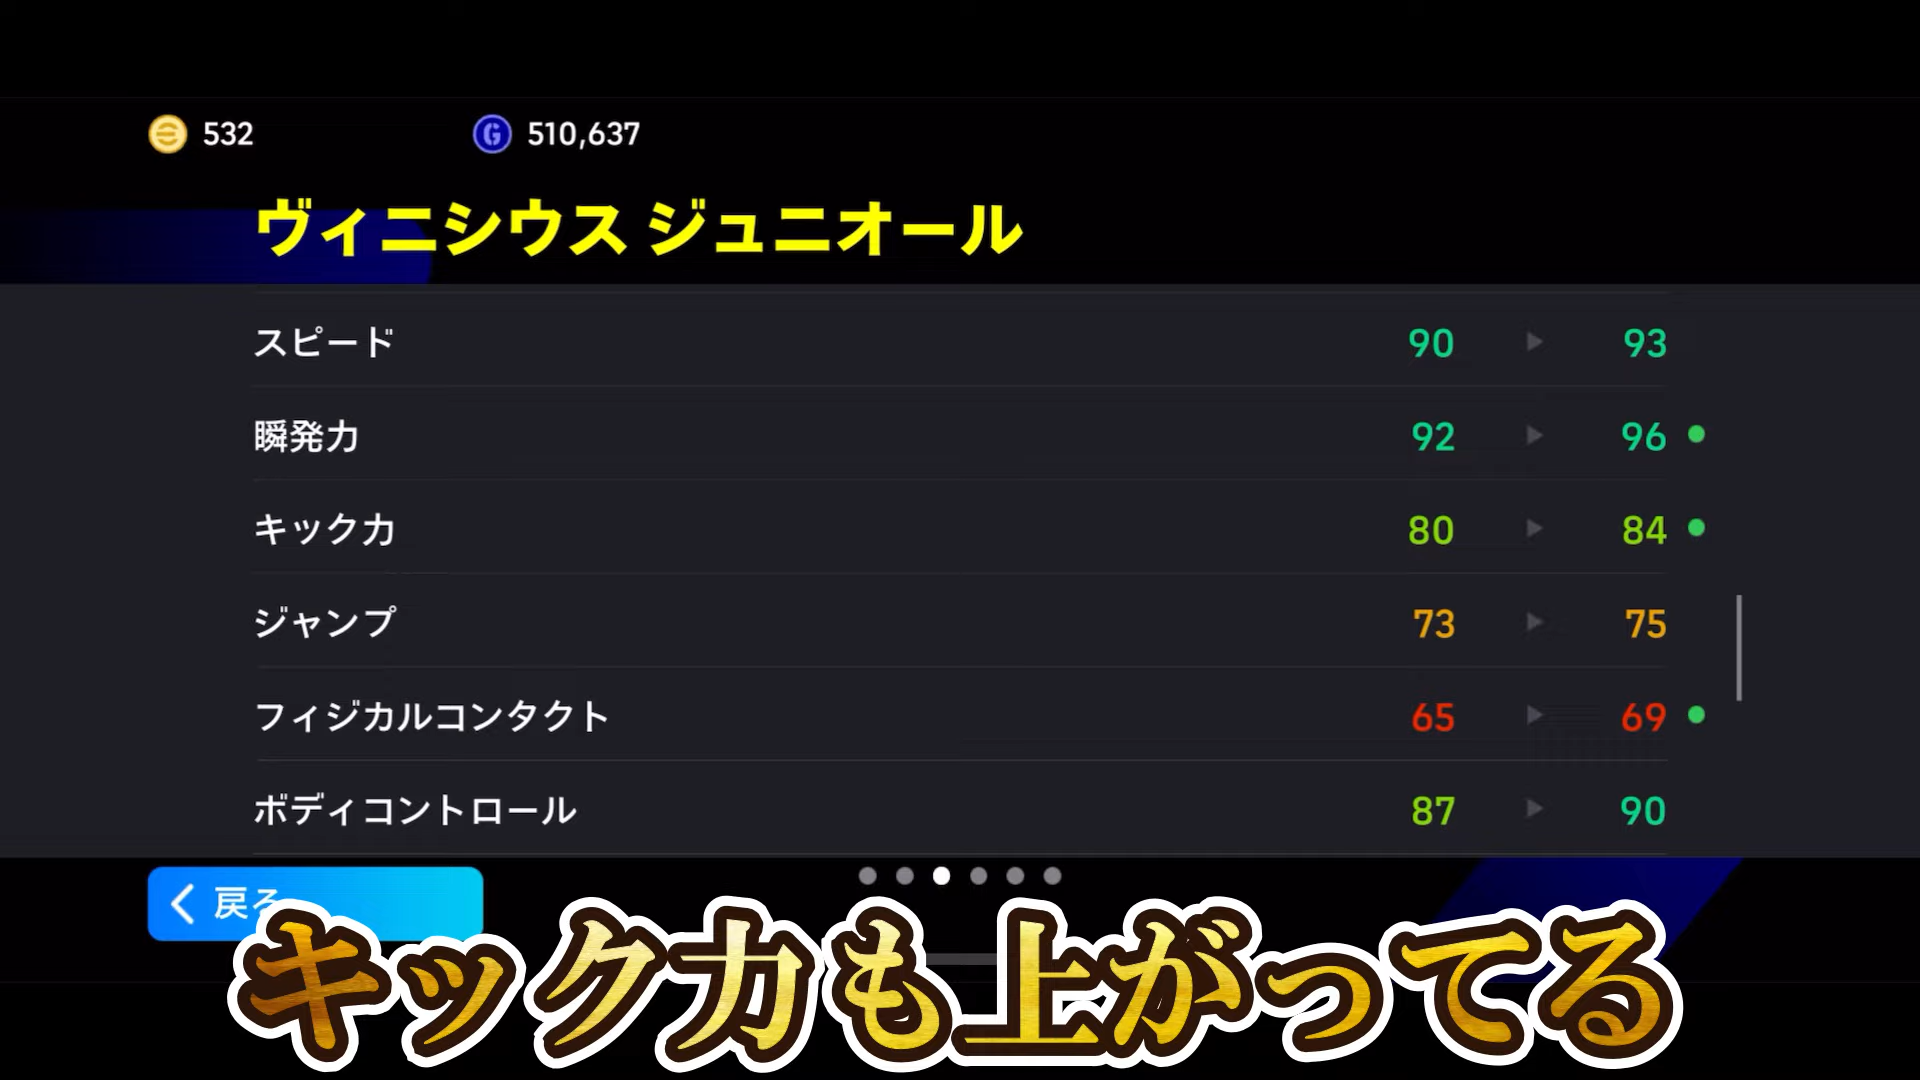 532 510,637
ヴィニシウス ジュニオール
スピード 90 ▶ 93
瞬発力 92 ▶ 96
キック力 80 ▶ 84
ジャンプ 73 ▶ 75
フィジカルコンタクト 65 ▶ 69
ボディコントロール 87 ▶ 90
戻る
キック力も上がってる